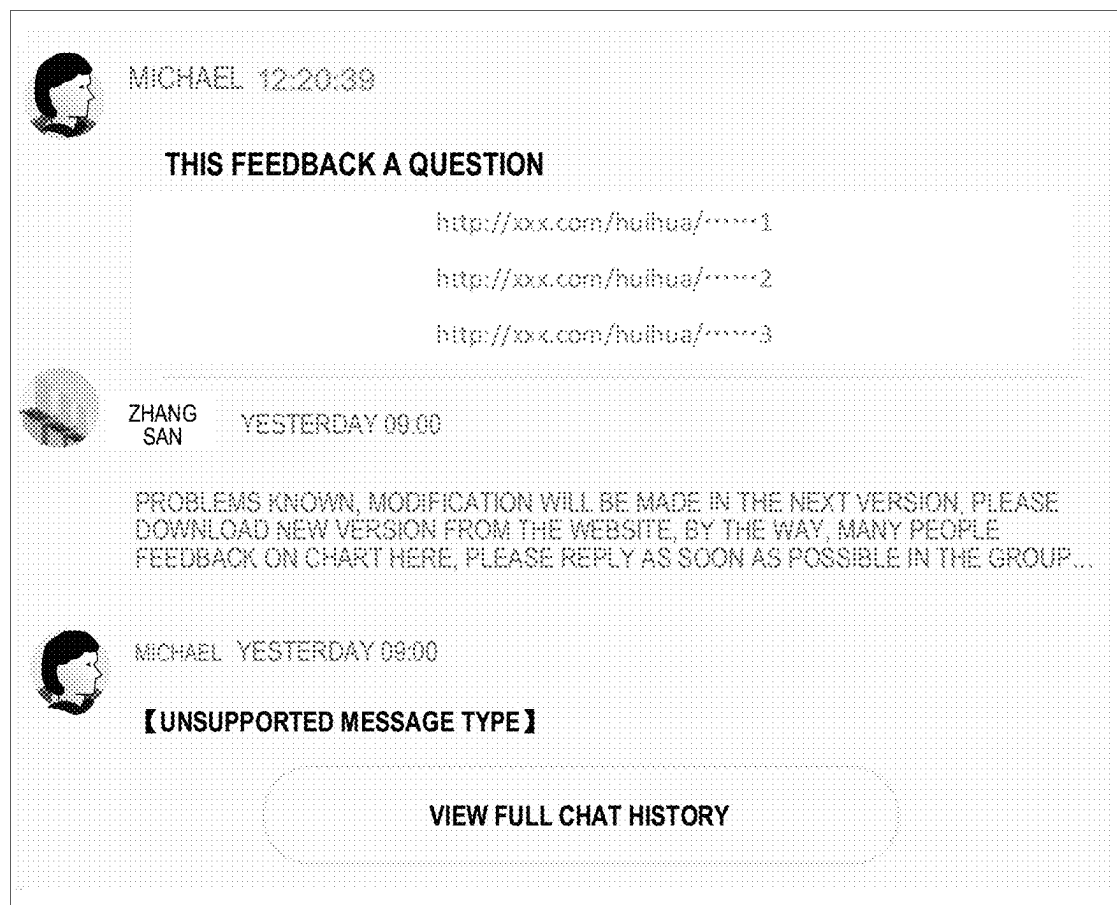 MICHAEL 12:20:39
THIS FEEDBACK A QUESTION
http://xxx.com/huihua/······1
http://xxx.com/huihua/······2
http://xxx.com/huihua/······3
ZHANG
SAN
YESTERDAY 09:00
PROBLEMS KNOWN, MODIFICATION WILL BE MADE IN THE NEXT VERSION, PLEASE
DOWNLOAD NEW VERSION FROM THE WEBSITE, BY THE WAY, MANY PEOPLE
FEEDBACK ON CHART HERE, PLEASE REPLY AS SOON AS POSSIBLE IN THE GROUP...
MICHAEL YESTERDAY 09:00
【UNSUPPORTED MESSAGE TYPE】
VIEW FULL CHAT HISTORY